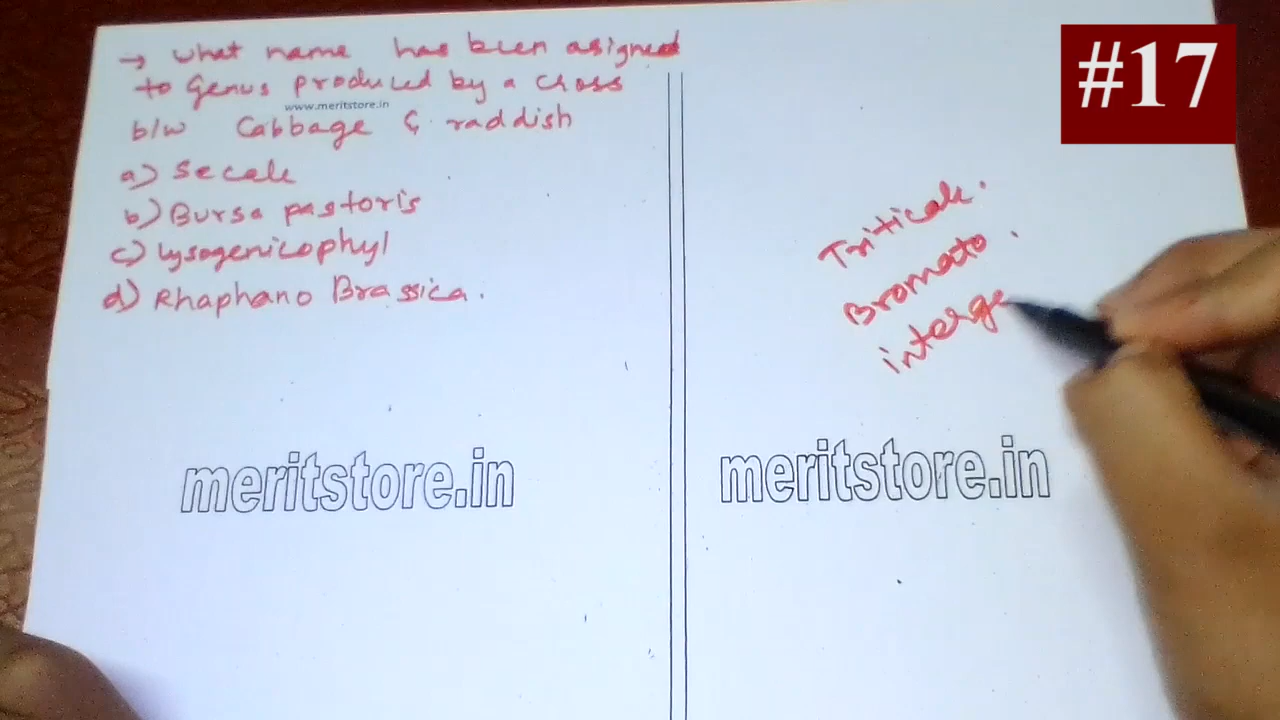 → what name has been asigned
to Genus produced by a cross
www.meritstore.in
b/w Cabbage & raddish
a) Secale
b) Bursa pastoris
c) lysogenicophyl
d) Rhaphano Brassica.
#17
Triticale.
Bromato.
interge
meritstore.in
meritstore.in